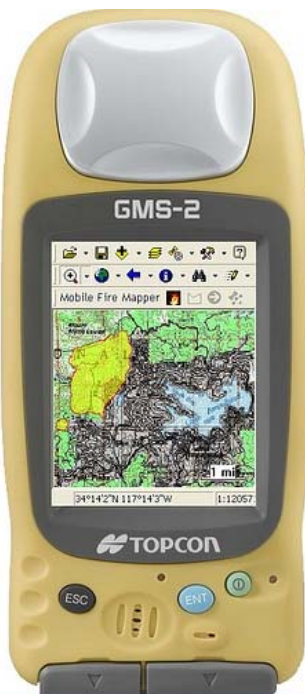 GMS-2
Mobile Fire Mapper
1 mi
34°14'2"N 117°14'3"W
1:12057
TOPCON
ESC
ENT